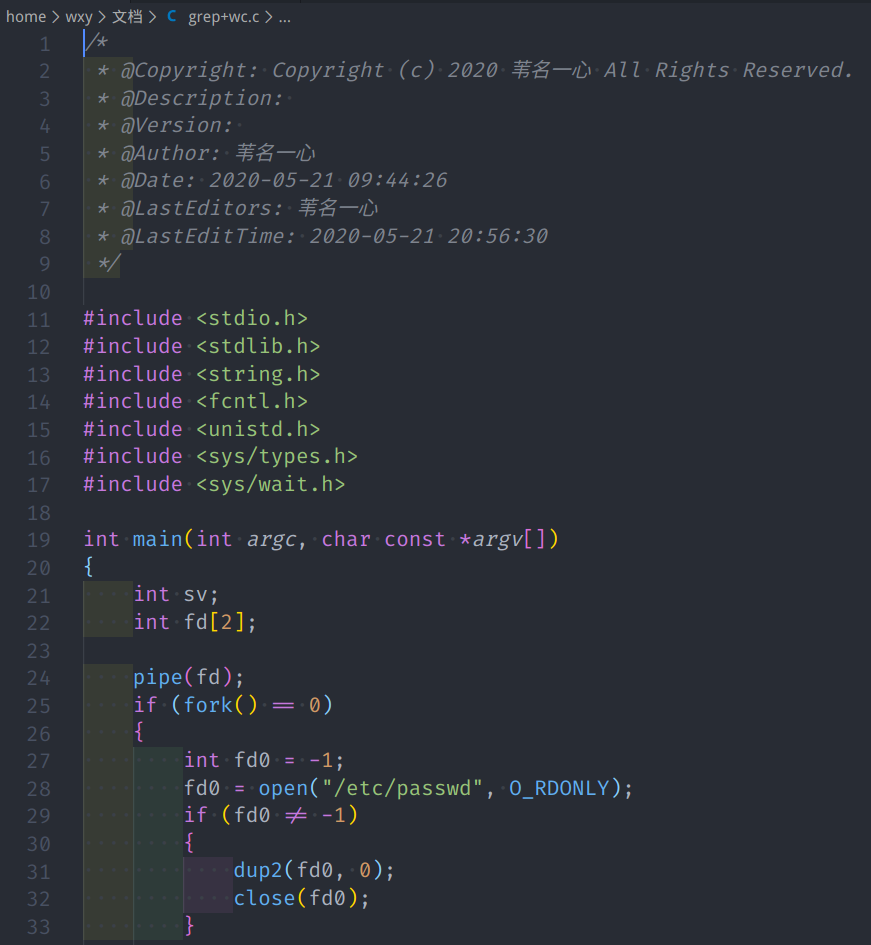 home > wxy > 文档 > C grep+wc.c > ...
1 /*
2  * @Copyright: Copyright (c) 2020 苇名一心 All Rights Reserved.
3  * @Description:
4  * @Version:
5  * @Author: 苇名一心
6  * @Date: 2020-05-21 09:44:26
7  * @LastEditors: 苇名一心
8  * @LastEditTime: 2020-05-21 20:56:30
9  */
10
11 #include <stdio.h>
12 #include <stdlib.h>
13 #include <string.h>
14 #include <fcntl.h>
15 #include <unistd.h>
16 #include <sys/types.h>
17 #include <sys/wait.h>
18
19 int main(int argc, char const *argv[])
20 {
21     int sv;
22     int fd[2];
23
24     pipe(fd);
25     if (fork() == 0)
26     {
27         int fd0 = -1;
28         fd0 = open("/etc/passwd", O_RDONLY);
29         if (fd0 != -1)
30         {
31             dup2(fd0, 0);
32             close(fd0);
33         }